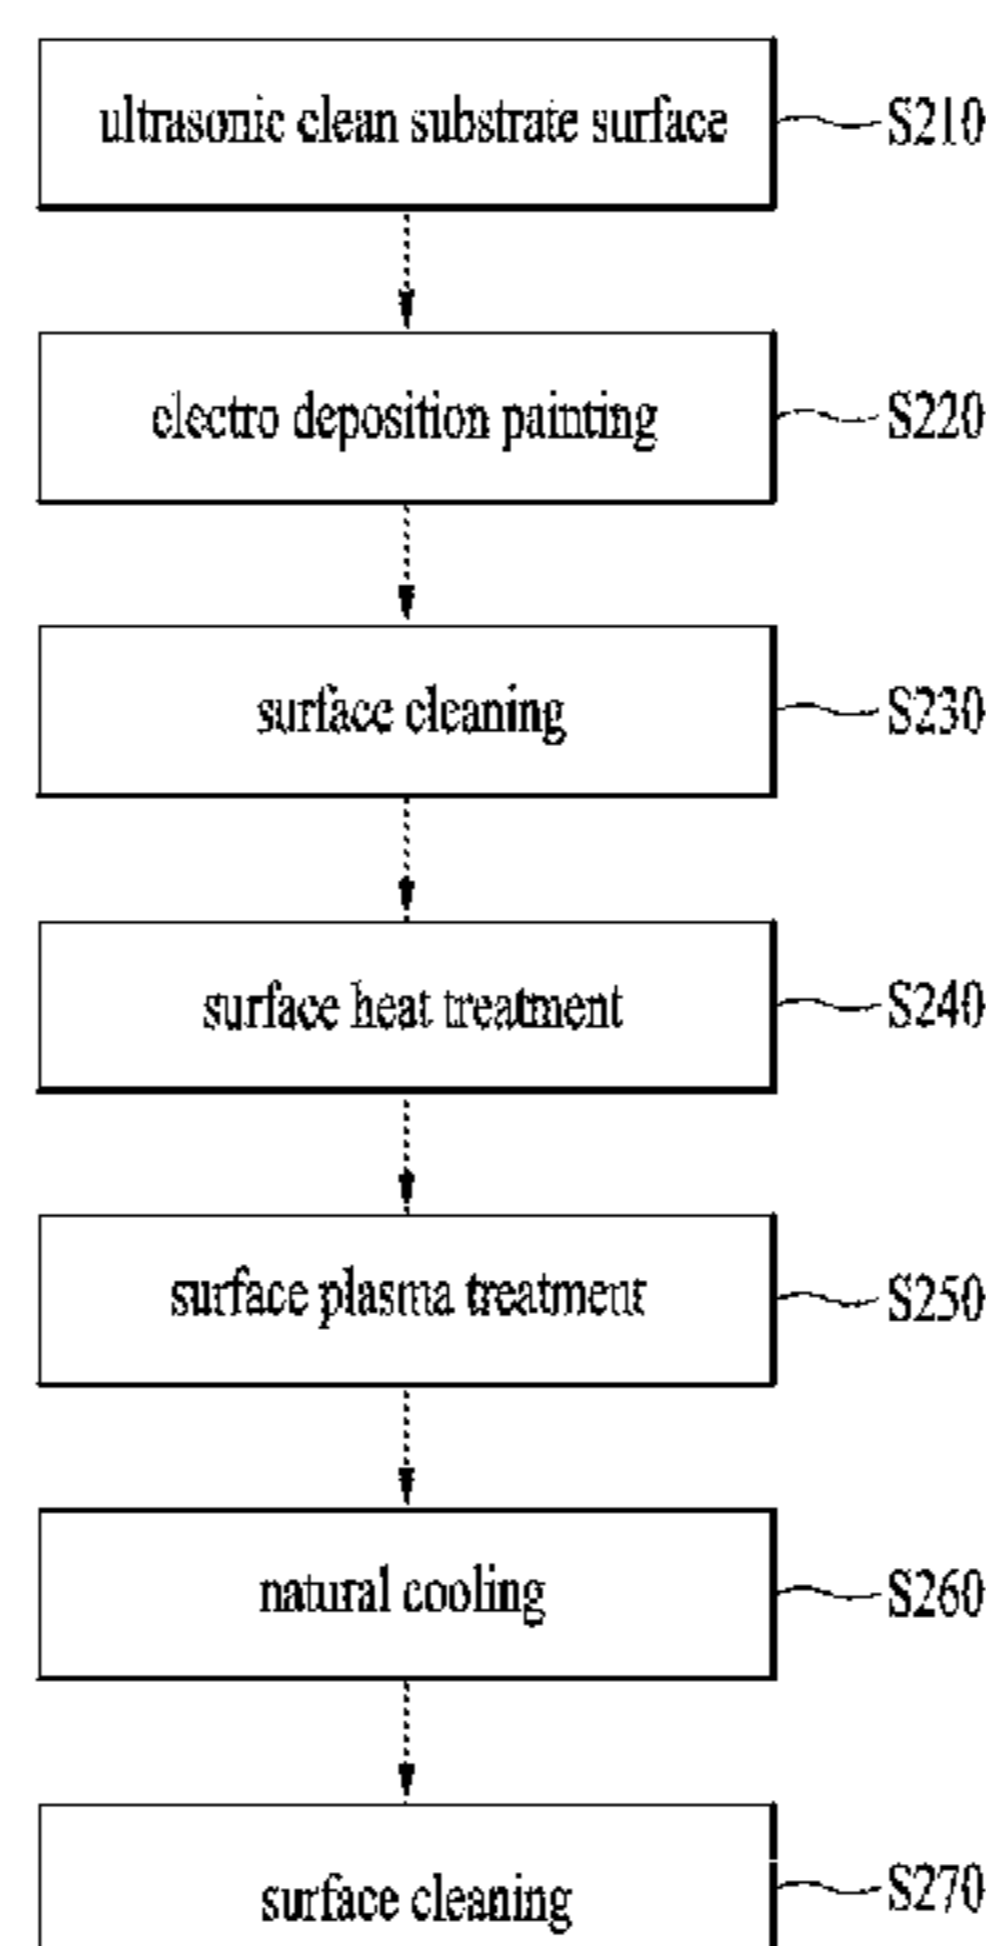 ultrasonic clean substrate surface S210
electro deposition painting S220
surface cleaning S230
surface heat treatment S240
surface plasma treatment S250
natural cooling S260
surface cleaning S270